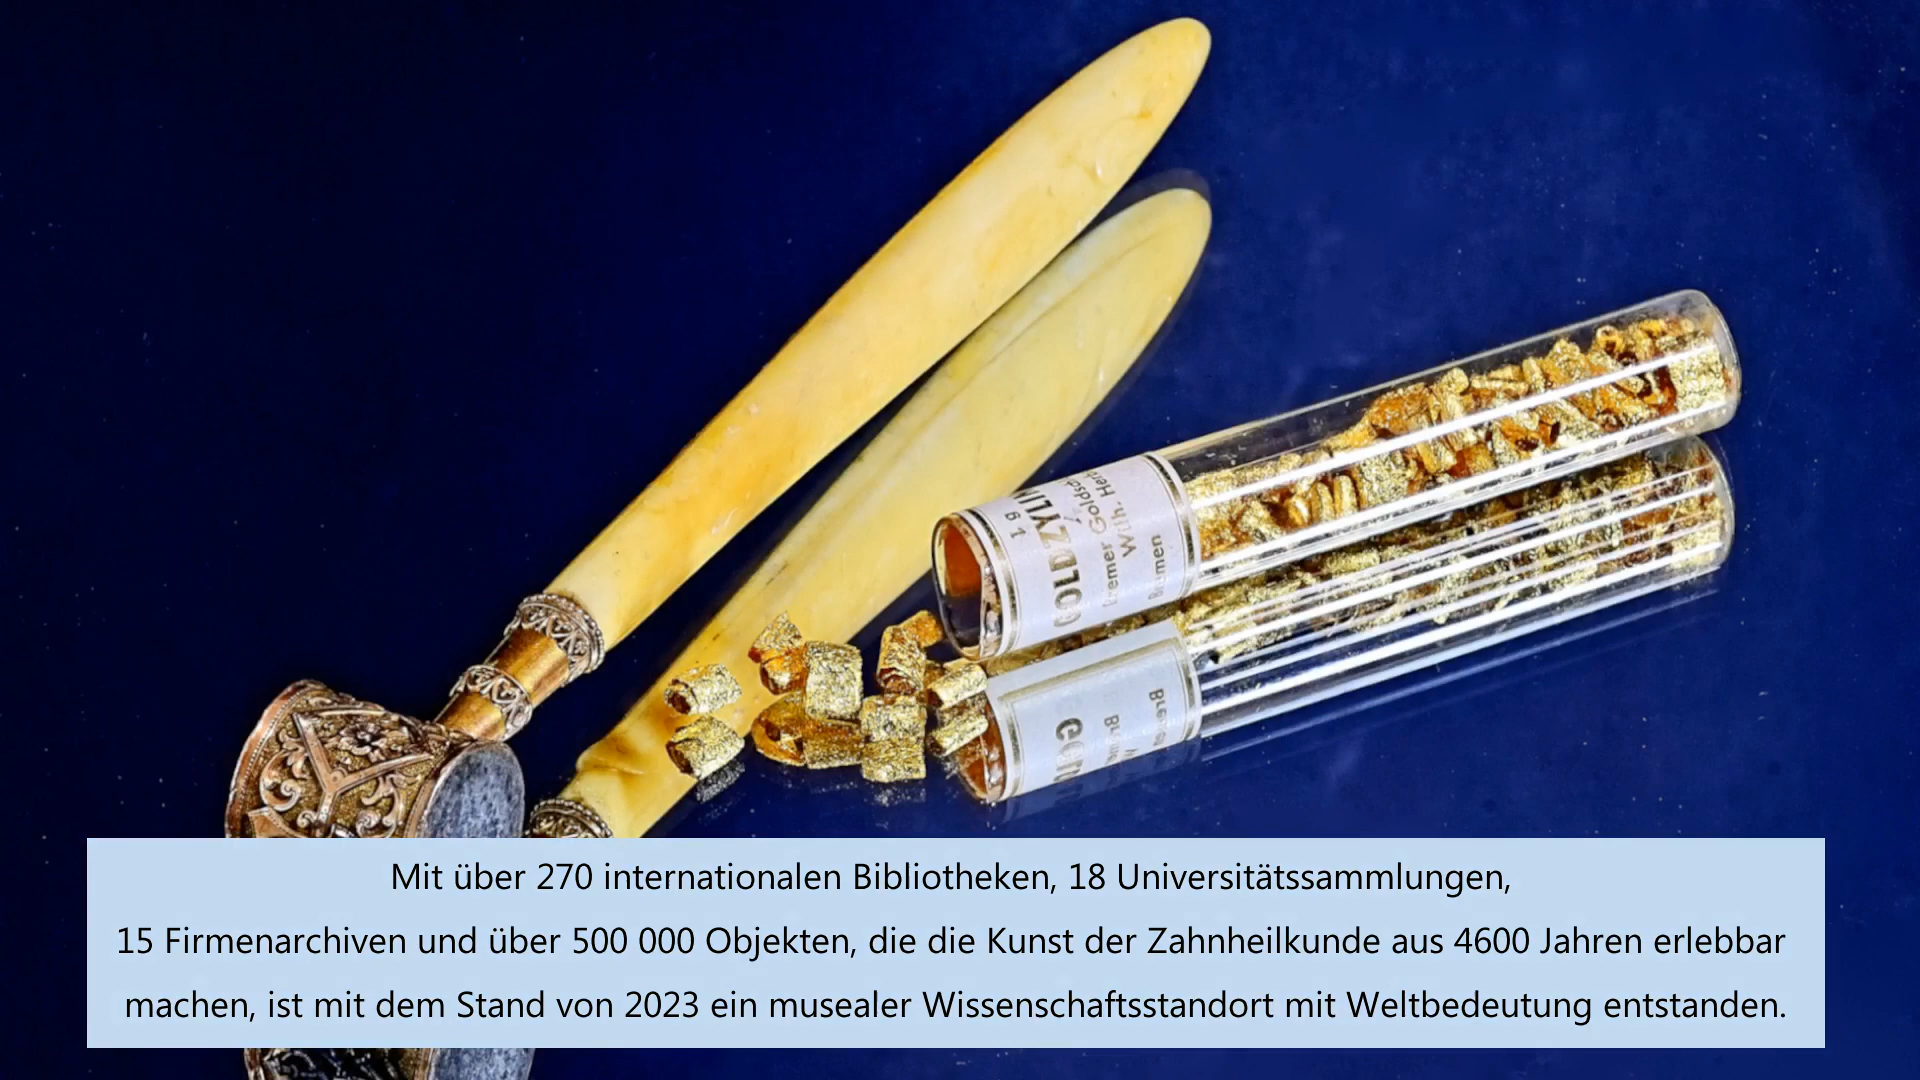 1 g
GOLDZYLIN
Bremer Goldsch
Wilh. Herb
Bremen
Mit über 270 internationalen Bibliotheken, 18 Universitätssammlungen,
15 Firmenarchiven und über 500 000 Objekten, die die Kunst der Zahnheilkunde aus 4600 Jahren erlebbar
machen, ist mit dem Stand von 2023 ein musealer Wissenschaftsstandort mit Weltbedeutung entstanden.